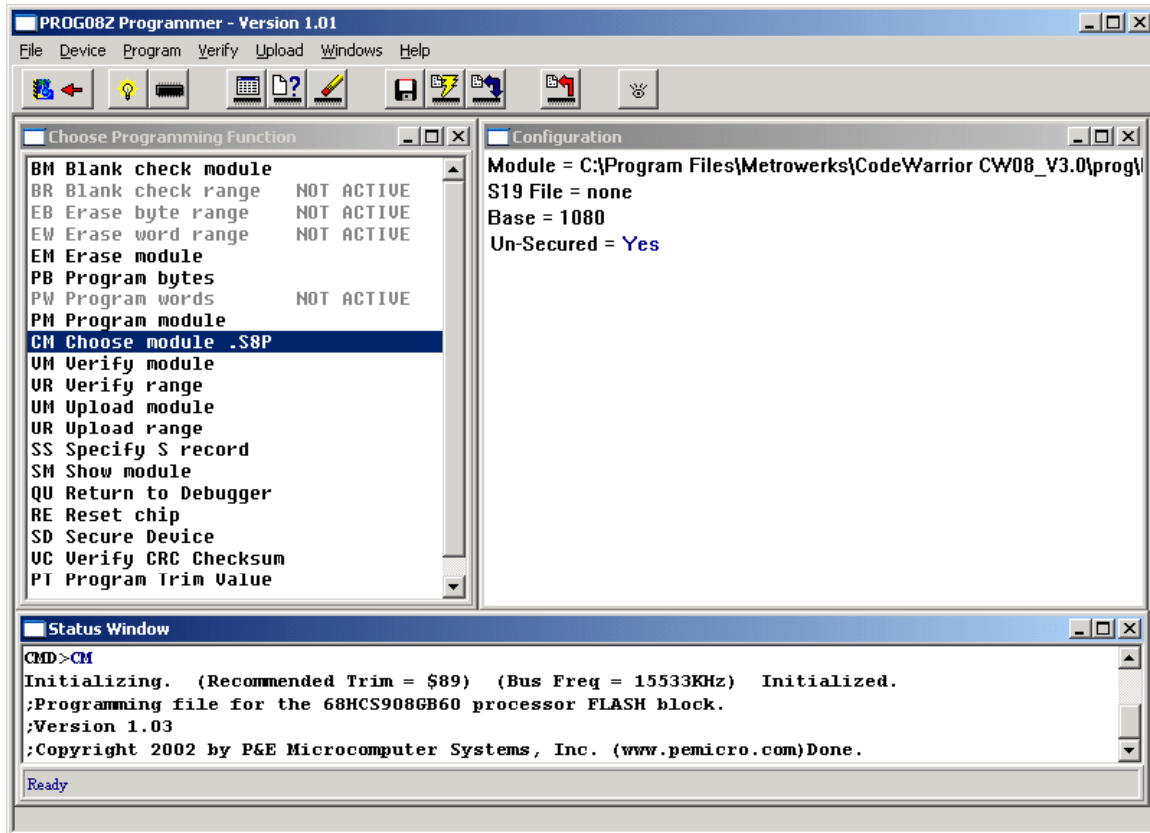 PROG08Z Programmer - Version 1.01
File Device Program Verify Upload Windows Help
Choose Programming Function
BM Blank check module
BR Blank check range NOT ACTIVE
EB Erase byte range NOT ACTIVE
EW Erase word range NOT ACTIVE
EM Erase module
PB Program bytes
PW Program words NOT ACTIVE
PM Program module
CM Choose module .S8P
VM Verify module
VR Verify range
UM Upload module
UR Upload range
SS Specify S record
SM Show module
QU Return to Debugger
RE Reset chip
SD Secure Device
VC Verify CRC Checksum
PT Program Trim Value
Configuration
Module = C:\Program Files\Metrowerks\CodeWarrior CW08_V3.0\prog\
S19 File = none
Base = 1080
Un-Secured = Yes
Status Window
CMD>CM
Initializing. (Recommended Trim = $89) (Bus Freq = 15533KHz) Initialized.
;Programming file for the 68HCS908GB60 processor FLASH block.
;Version 1.03
;Copyright 2002 by P&E Microcomputer Systems, Inc. (www.pemicro.com)Done.
Ready